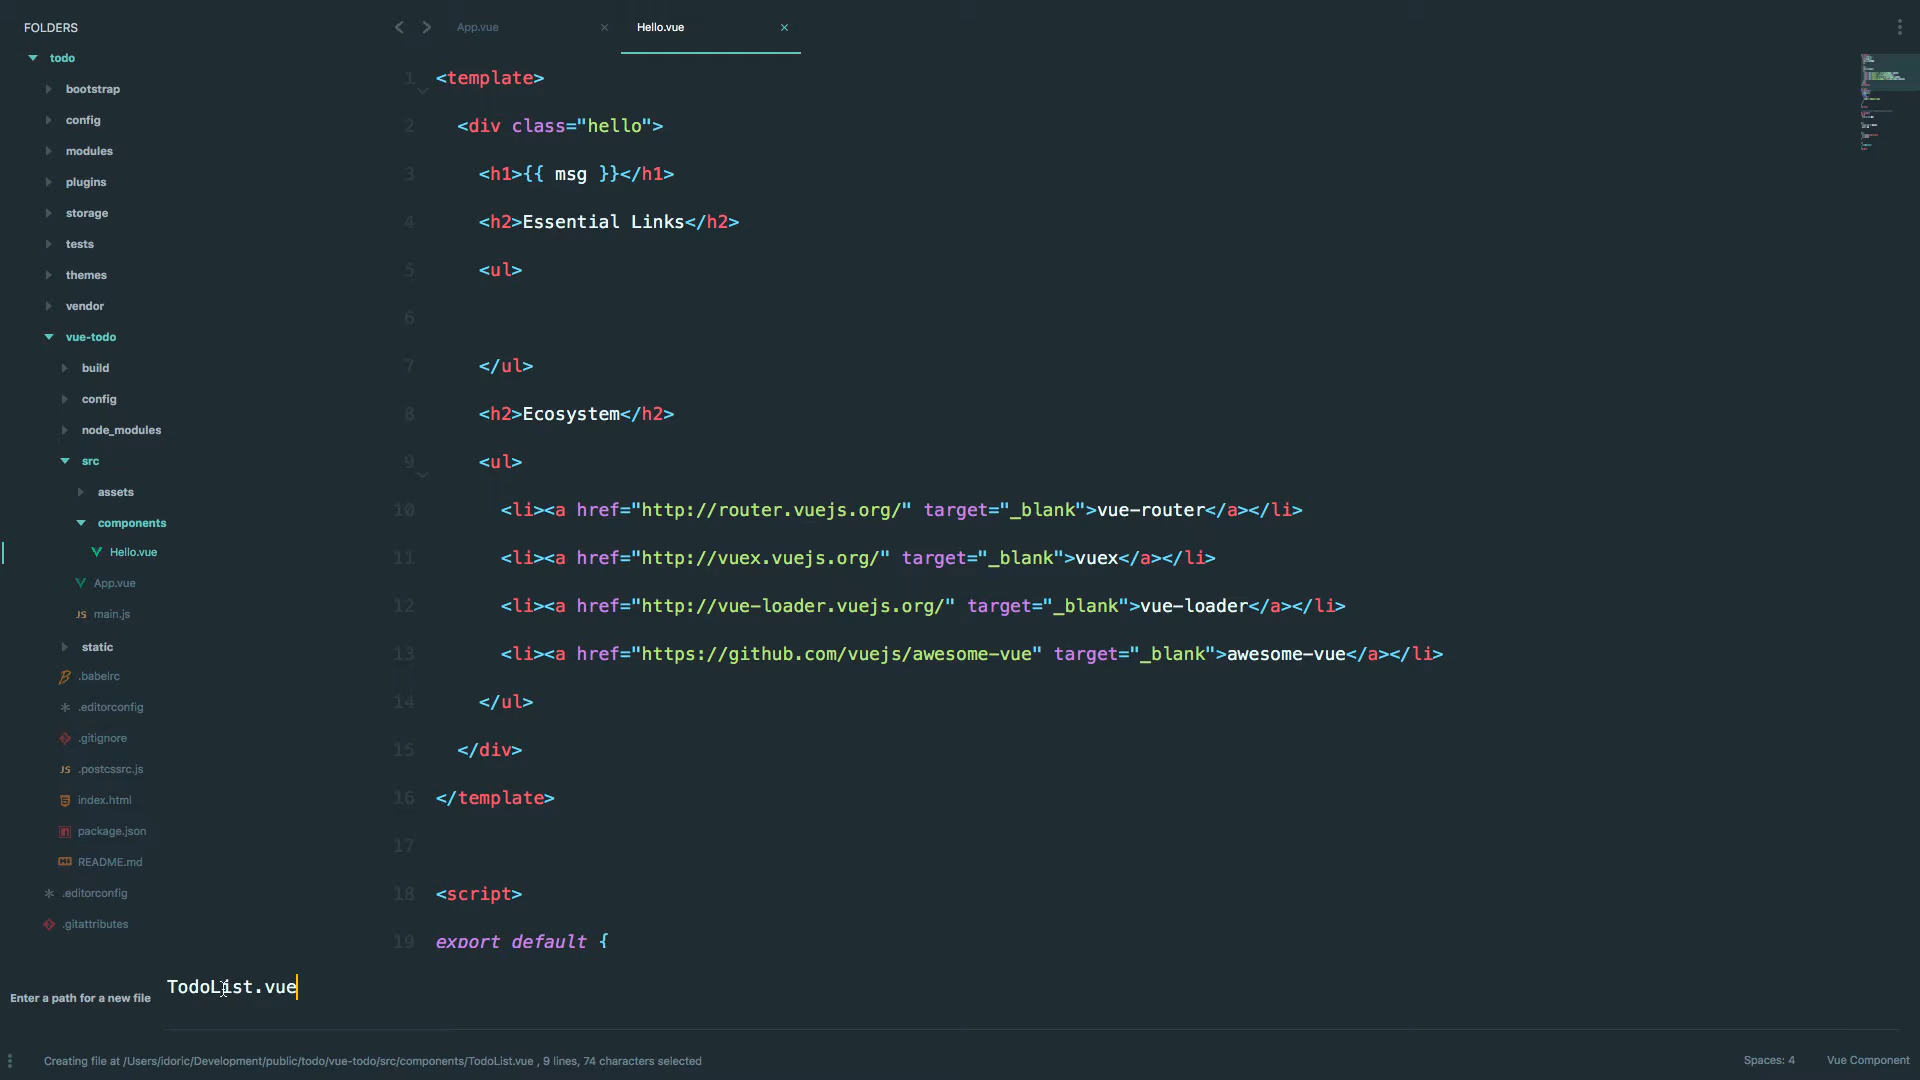 FOLDERS
todo
bootstrap
config
modules
plugins
storage
tests
themes
vendor
vue-todo
build
config
node_modules
src
assets
components
Hello.vue
App.vue
JS main.js
static
.babelrc
.editorconfig
.gitignore
JS .postcssrc.js
index.html
package.json
README.md
.editorconfig
.gitattributes
App.vue ×
Hello.vue ×
1 <template>
2 <div class="hello">
3 <h1>{{ msg }}</h1>
4 <h2>Essential Links</h2>
5 <ul>
6
7 </ul>
8 <h2>Ecosystem</h2>
9 <ul>
10 <li><a href="http://router.vuejs.org/" target="_blank">vue-router</a></li>
11 <li><a href="http://vuex.vuejs.org/" target="_blank">vuex</a></li>
12 <li><a href="http://vue-loader.vuejs.org/" target="_blank">vue-loader</a></li>
13 <li><a href="https://github.com/vuejs/awesome-vue" target="_blank">awesome-vue</a></li>
14 </ul>
15 </div>
16 </template>
17
18 <script>
19 export default {
Enter a path for a new file TodoList.vue
Creating file at /Users/idoric/Development/public/todo/vue-todo/src/components/TodoList.vue , 9 lines, 74 characters selected
Spaces: 4 Vue Component